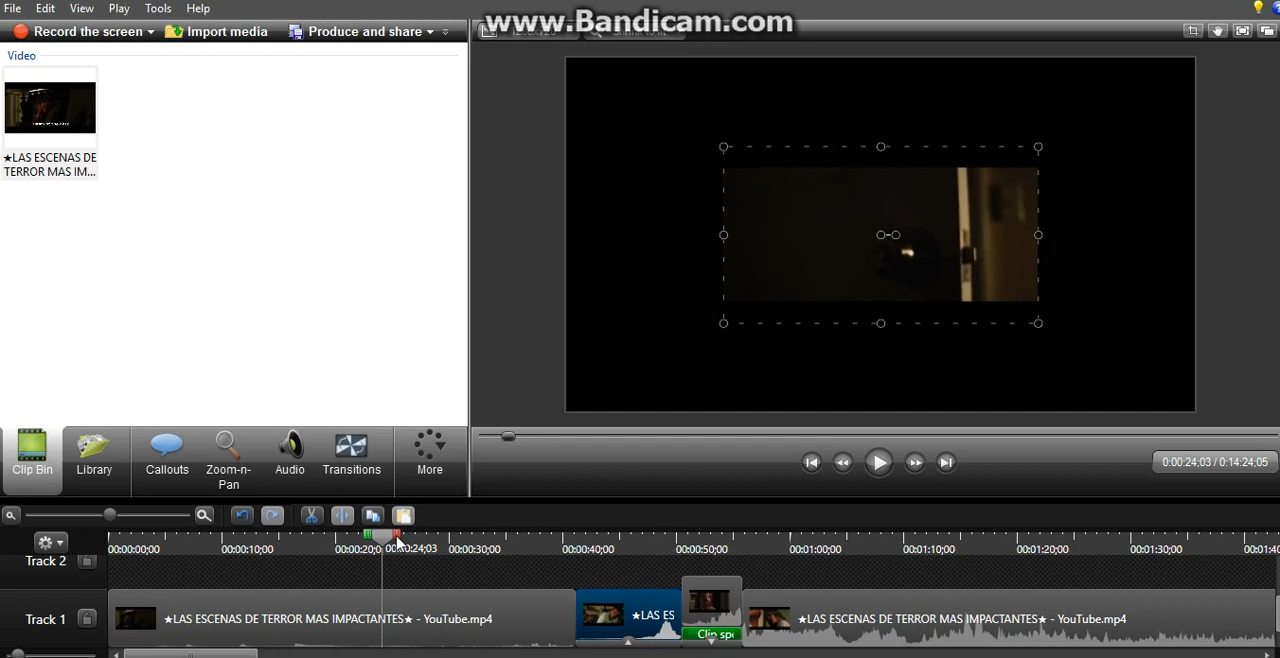 www.Bandicam.com
File Edit View Play Tools Help
Record the screen Import media Produce and share
Video
★LAS ESCENAS DE
TERROR MAS IM...
Clip Bin Library Callouts Zoom-n-
Pan Audio Transitions More
0:00:24,03 / 0:14:24;05
00:00:00;00 00:00:10;00 00:00:20; 00:00:24;03 00:00:30;00 00:00:40;00 00:00:50;00 00:01:00;00 00:01:10;00 00:01:20;00 00:01:30;00 00:01:40
Track 2
Track 1 ★LAS ESCENAS DE TERROR MAS IMPACTANTES★ - YouTube.mp4 ★LAS ES Clip spe ★LAS ESCENAS DE TERROR MAS IMPACTANTES★ - YouTube.mp4